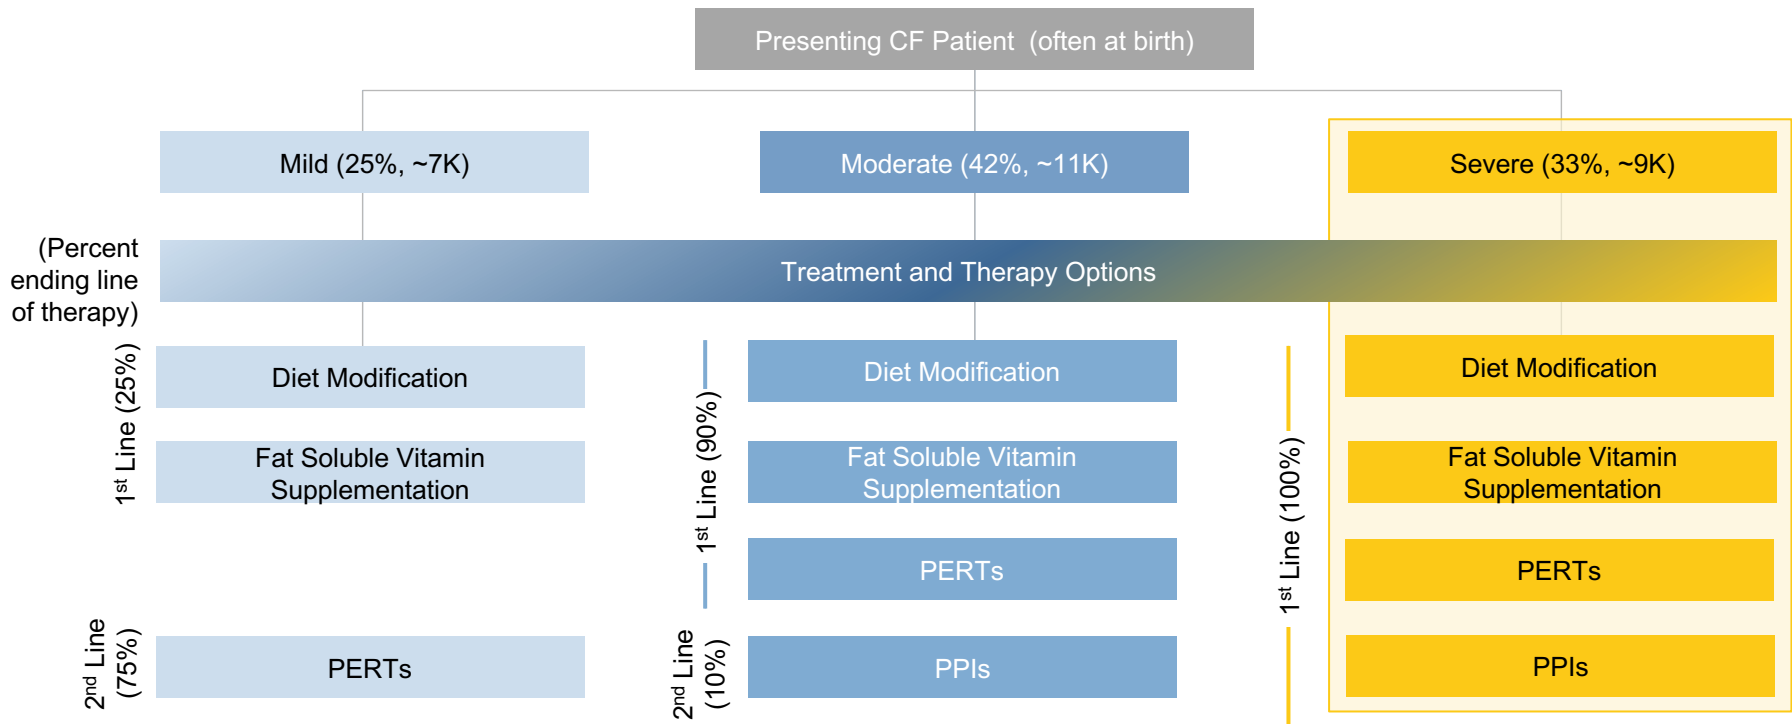 Presenting CF Patient  (often at birth)
Mild (25%, ~7K)
Moderate (42%, ~11K)
Severe (33%, ~9K)
(Percent
ending line
of therapy)
Treatment and Therapy Options
1st Line (25%)
Diet Modification
Fat Soluble Vitamin
Supplementation
2nd Line
(75%)
PERTs
1st Line (90%)
Diet Modification
Fat Soluble Vitamin
Supplementation
PERTs
2nd Line
(10%)
PPIs
1st Line (100%)
Diet Modification
Fat Soluble Vitamin
Supplementation
PERTs
PPIs